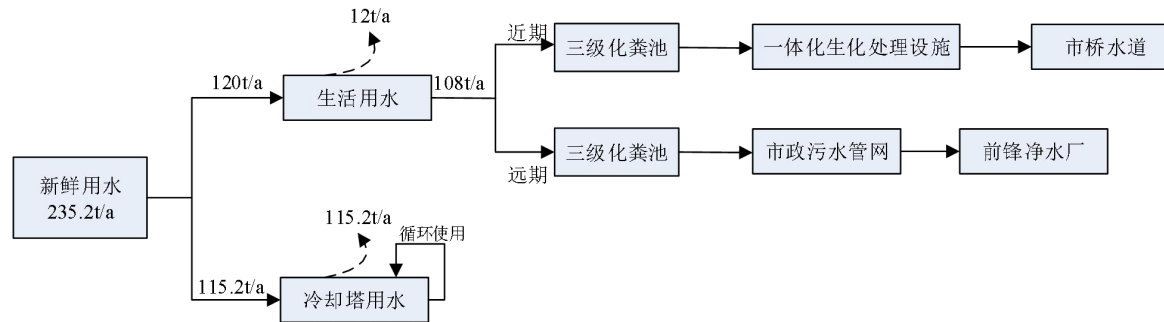 12t/a
近期
三级化粪池
一体化生化处理设施
市桥水道
120t/a
生活用水
108t/a
新鲜用水
235.2t/a
远期
三级化粪池
市政污水管网
前锋净水厂
115.2t/a
循环使用
115.2t/a
冷却塔用水